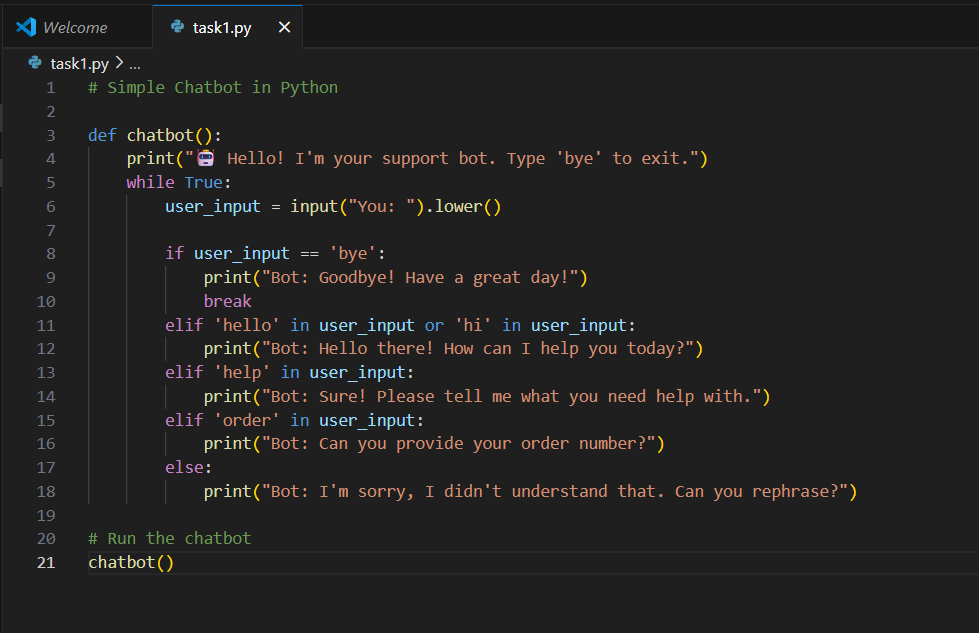 Welcome
task1.py ×
task1.py > ...
1 # Simple Chatbot in Python
2
3 def chatbot():
4     print("🤖 Hello! I'm your support bot. Type 'bye' to exit.")
5     while True:
6         user_input = input("You: ").lower()
7
8         if user_input == 'bye':
9             print("Bot: Goodbye! Have a great day!")
10             break
11         elif 'hello' in user_input or 'hi' in user_input:
12             print("Bot: Hello there! How can I help you today?")
13         elif 'help' in user_input:
14             print("Bot: Sure! Please tell me what you need help with.")
15         elif 'order' in user_input:
16             print("Bot: Can you provide your order number?")
17         else:
18             print("Bot: I'm sorry, I didn't understand that. Can you rephrase?")
19
20 # Run the chatbot
21 chatbot()